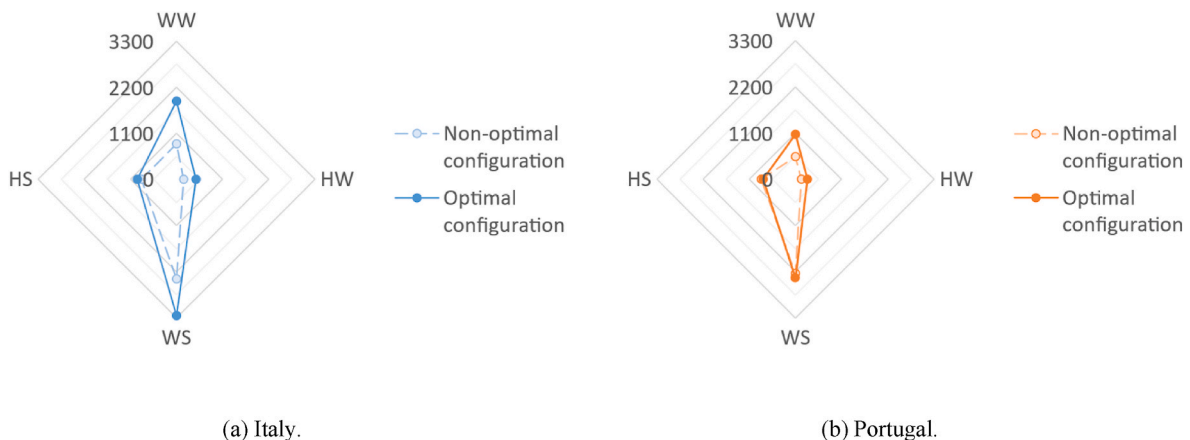 WW
3300
2200
1100
0
HS
HW
WS
Non-optimal
configuration
Optimal
configuration
(a) Italy.
WW
3300
2200
1100
0
HS
HW
WS
Non-optimal
configuration
Optimal
configuration
(b) Portugal.